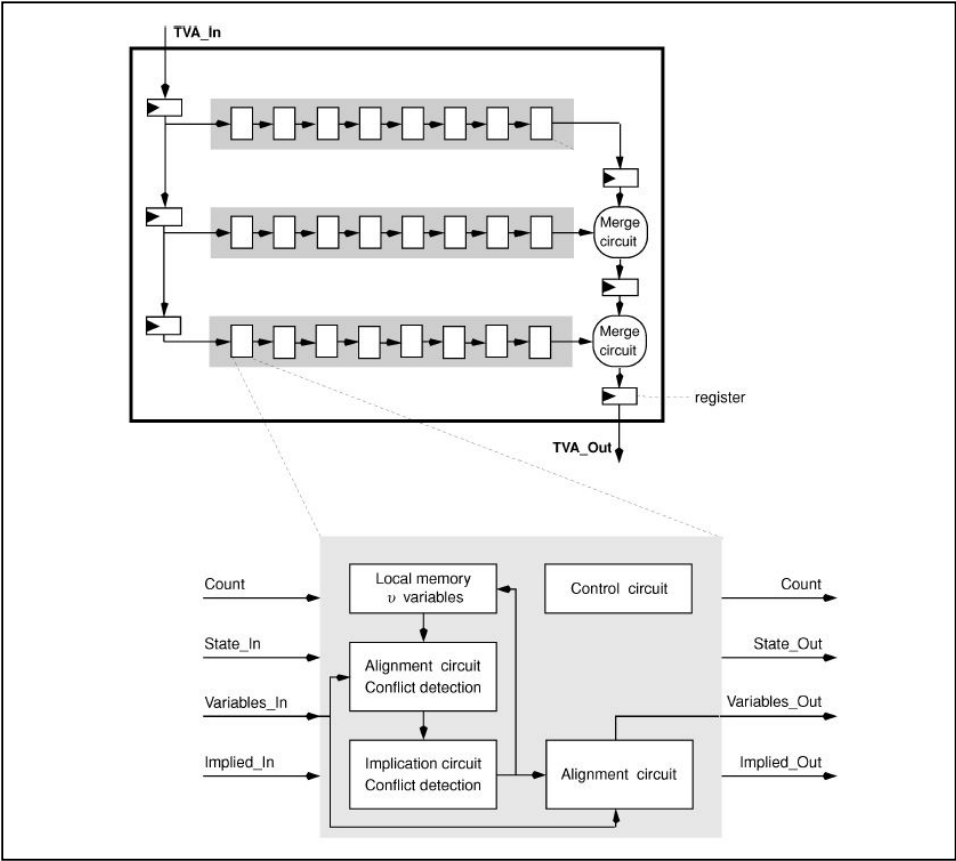 TVA_In
Merge
circuit
Merge
circuit
register
TVA_Out
Count
Local memory
υ variables
Control circuit
Count
State_In
Alignment circuit
Conflict detection
State_Out
Variables_In
Variables_Out
Implied_In
Implication circuit
Conflict detection
Alignment circuit
Implied_Out